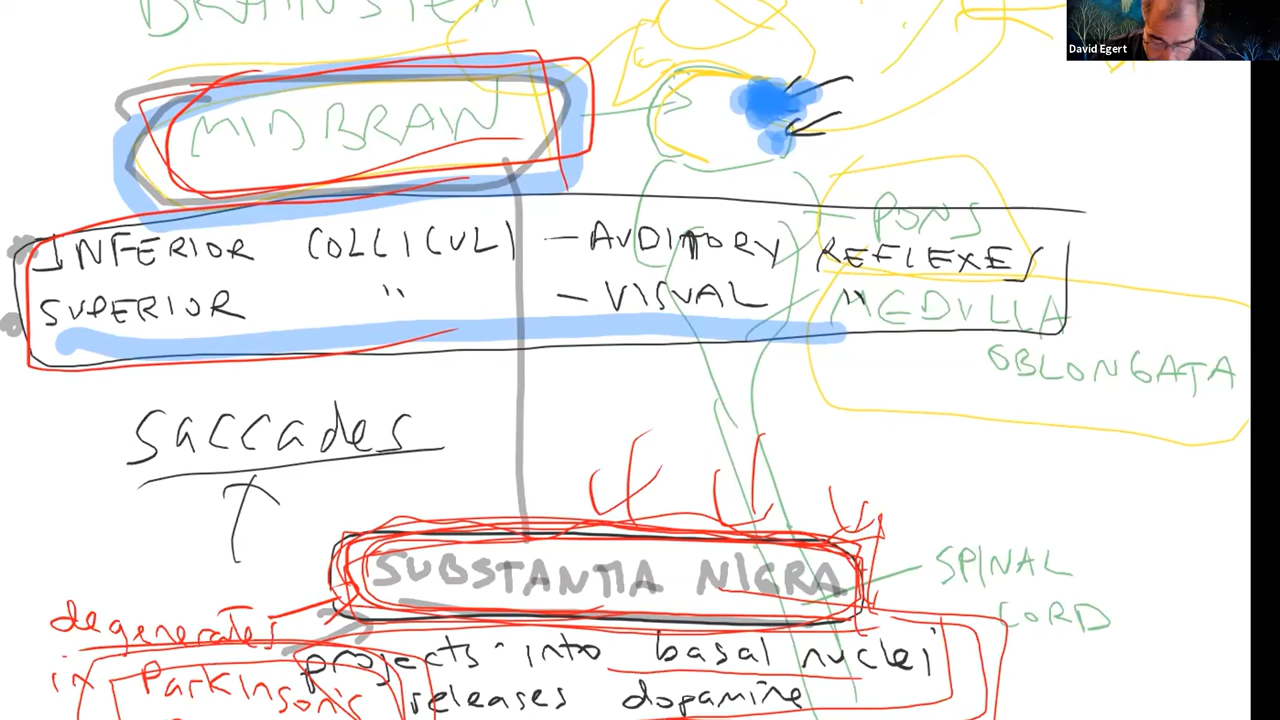 BRAINSTEM
David Egert
MIDBRAIN
PONS
INFERIOR COLLICULI - AUDITORY REFLEXES
SUPERIOR " - VISUAL "
MEDULLA
OBLONGATA
saccades
SUBSTANTIA NIGRA
SPINAL
CORD
degenerates
in Parkinson's
projects into basal nuclei
releases dopamine